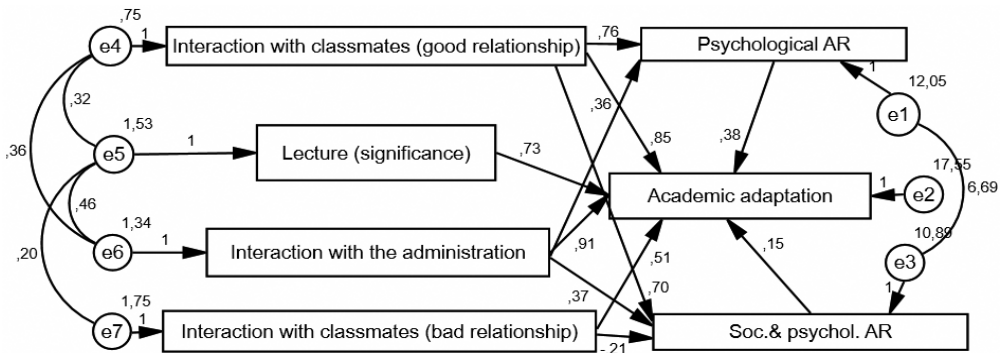 ,75
e4
1
Interaction with classmates (good relationship)
,76
Psychological AR
1
12,05
e1
,32
,36
,36
,85
,38
1,53
e5
1
Lecture (significance)
,73
Academic adaptation
1
17,55
e2
6,69
,46
1,34
e6
1
Interaction with the administration
,91
,15
10,89
e3
1
,20
,51
,37
,70
1,75
e7
1
Interaction with classmates (bad relationship)
-,21
Soc.& psychol. AR